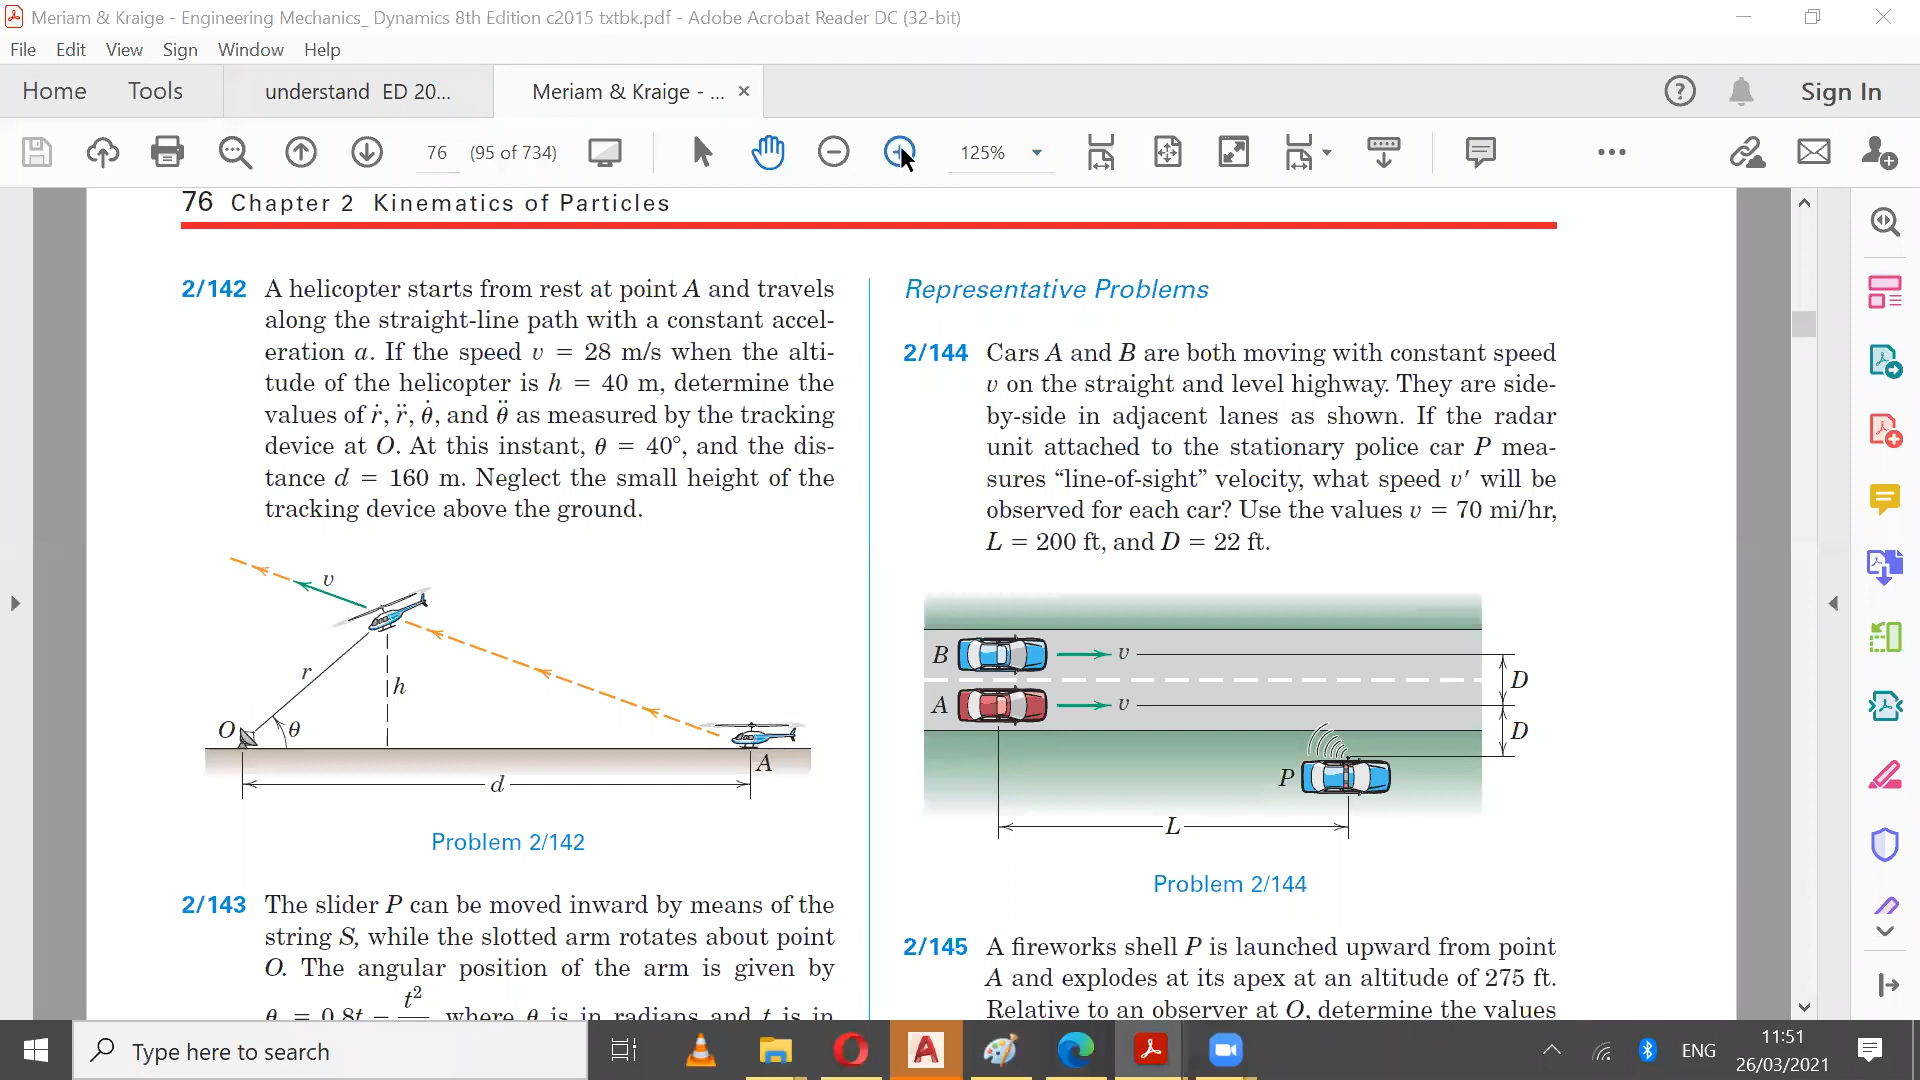 Meriam & Kraige - Engineering Mechanics_ Dynamics 8th Edition c2015 txtbk.pdf - Adobe Acrobat Reader DC (32-bit)
File Edit View Sign Window Help
Home Tools understand ED 20... Meriam & Kraige - ... × Sign In
76 (95 of 734) 125%
76 Chapter 2 Kinematics of Particles
2/142 A helicopter starts from rest at point A and travels
along the straight-line path with a constant accel-
eration a. If the speed v = 28 m/s when the alti-
tude of the helicopter is h = 40 m, determine the
values of ṙ, r̈, θ̇, and θ̈ as measured by the tracking
device at O. At this instant, θ = 40°, and the dis-
tance d = 160 m. Neglect the small height of the
tracking device above the ground.
v
r
h
O
θ
A
d
Problem 2/142
2/143 The slider P can be moved inward by means of the
string S, while the slotted arm rotates about point
O. The angular position of the arm is given by
t²
θ = 0.8t − where θ is in radians and t is in
Representative Problems
2/144 Cars A and B are both moving with constant speed
v on the straight and level highway. They are side-
by-side in adjacent lanes as shown. If the radar
unit attached to the stationary police car P mea-
sures “line-of-sight” velocity, what speed v′ will be
observed for each car? Use the values v = 70 mi/hr,
L = 200 ft, and D = 22 ft.
B v
D
A v
D
P
L
Problem 2/144
2/145 A fireworks shell P is launched upward from point
A and explodes at its apex at an altitude of 275 ft.
Relative to an observer at O, determine the values
Type here to search
ENG
11:51
26/03/2021